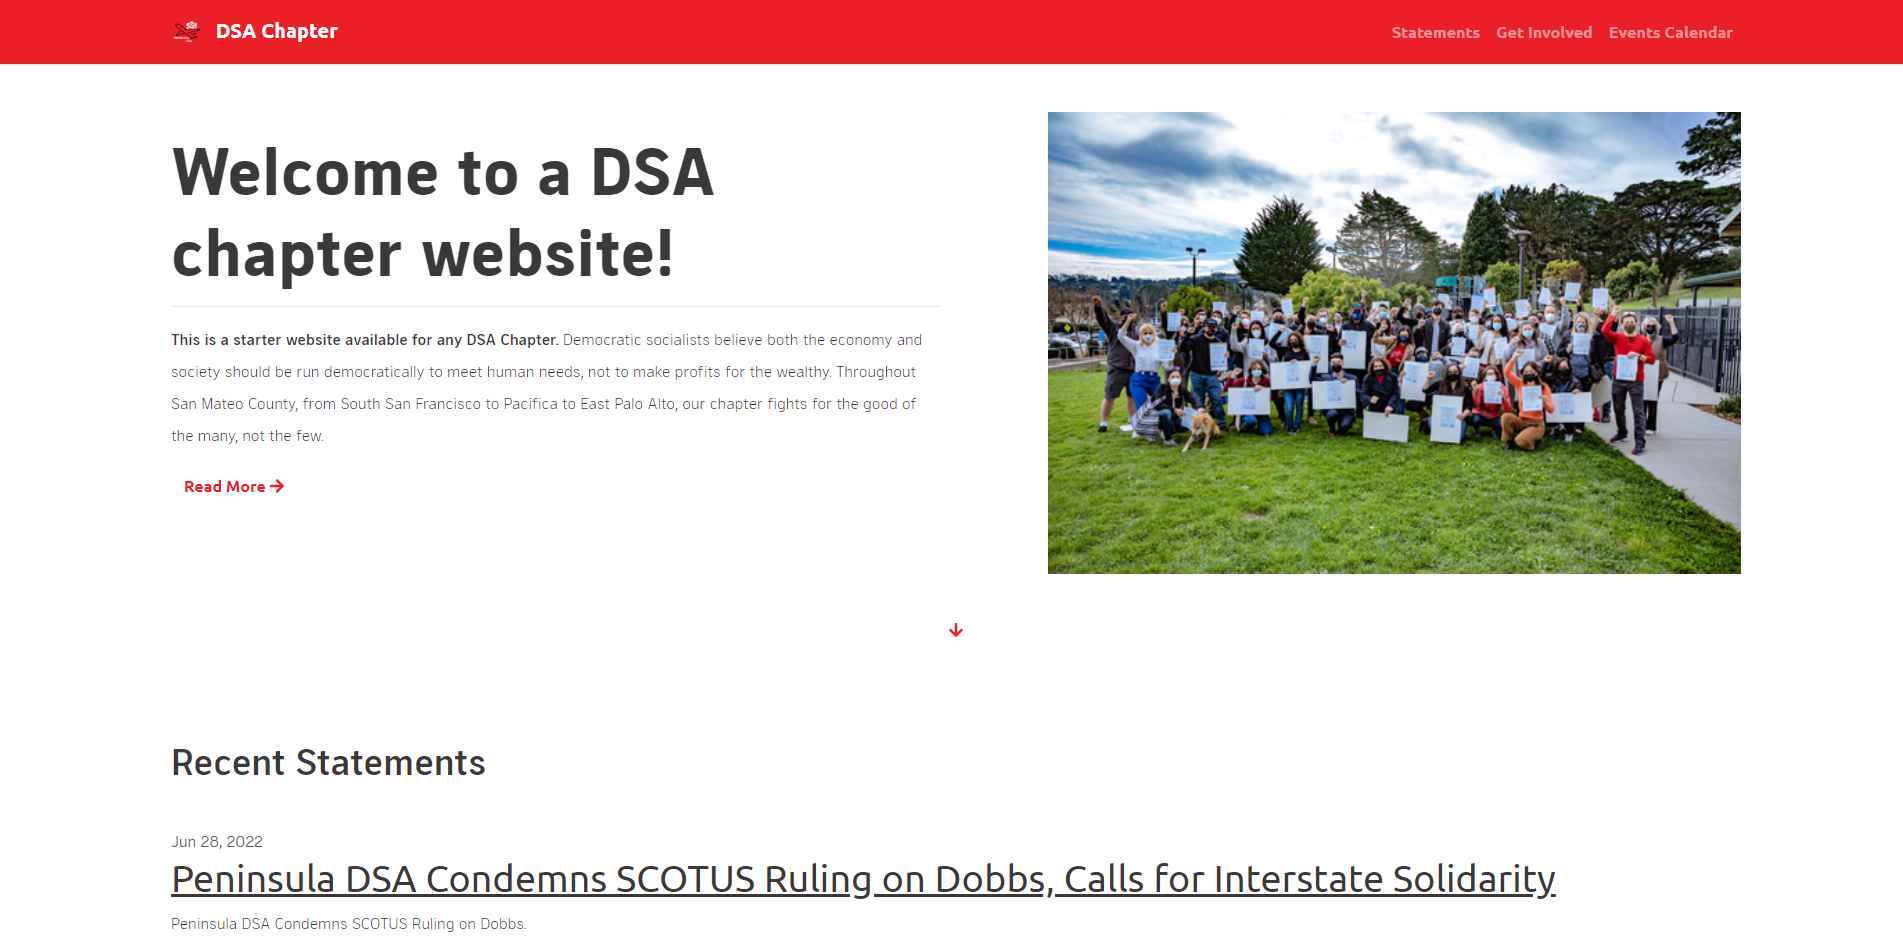 DSA Chapter
Statements Get Involved Events Calendar
Welcome to a DSA
chapter website!
This is a starter website available for any DSA Chapter. Democratic socialists believe both the economy and
society should be run democratically to meet human needs, not to make profits for the wealthy. Throughout
San Mateo County, from South San Francisco to Pacifica to East Palo Alto, our chapter fights for the good of
the many, not the few.
Read More
Recent Statements
Jun 28, 2022
Peninsula DSA Condemns SCOTUS Ruling on Dobbs, Calls for Interstate Solidarity
Peninsula DSA Condemns SCOTUS Ruling on Dobbs.